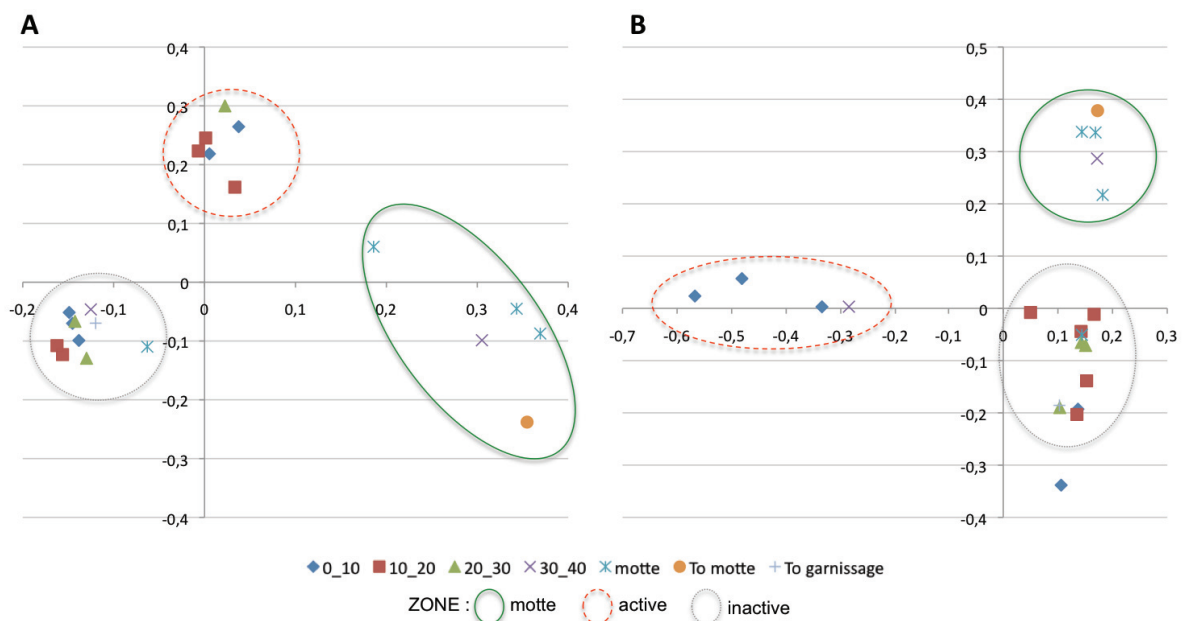 A B
0,4 0,5
0,3 0,4
0,2 0,3
0,1 0,2
0 0,1
-0,2 -0,1 0 0,1 0,2 0,3 0,4 0
-0,1 -0,7 -0,6 -0,5 -0,4 -0,3 -0,2 -0,1 0 0,1 0,2 0,3
-0,2 -0,1
-0,3 -0,2
-0,4 -0,3
-0,4
0_10 10_20 20_30 30_40 motte To motte To garnissage
ZONE : motte active inactive